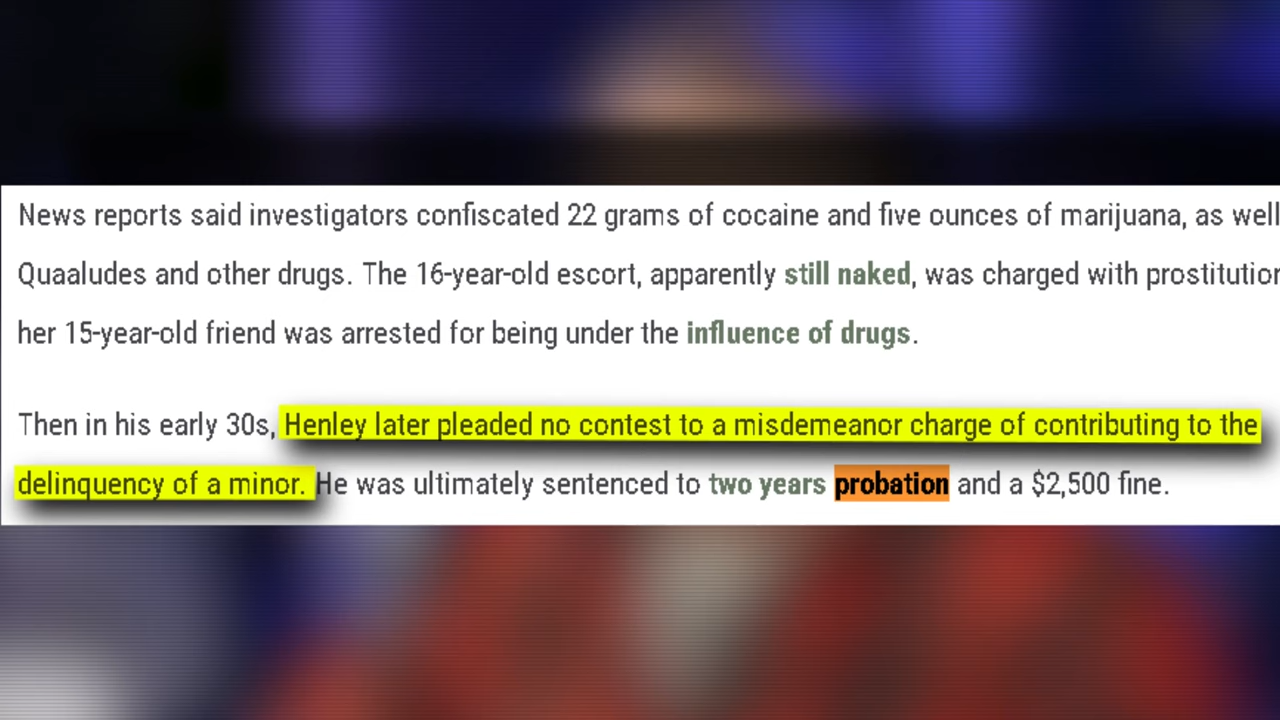 News reports said investigators confiscated 22 grams of cocaine and five ounces of marijuana, as well
Quaaludes and other drugs. The 16-year-old escort, apparently still naked, was charged with prostitution
her 15-year-old friend was arrested for being under the influence of drugs.
Then in his early 30s, Henley later pleaded no contest to a misdemeanor charge of contributing to the
delinquency of a minor. He was ultimately sentenced to two years probation and a $2,500 fine.